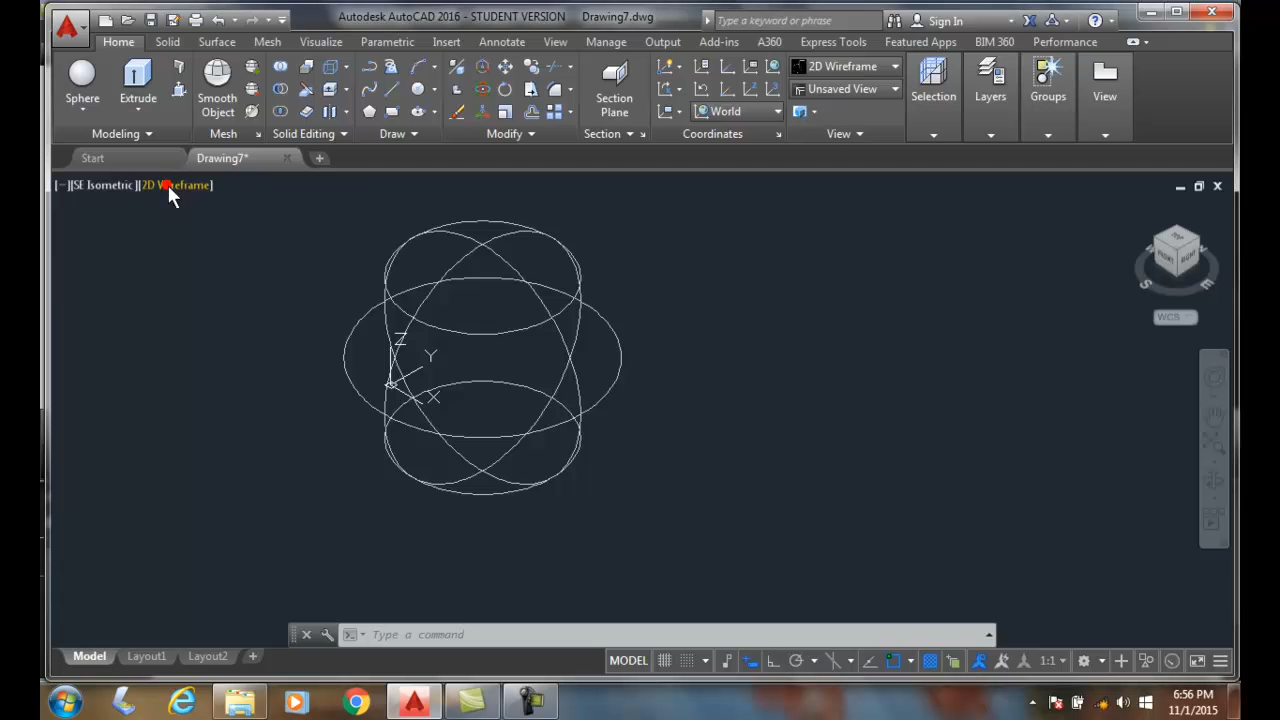 Autodesk AutoCAD 2016 - STUDENT VERSION Drawing7.dwg
Type a keyword or phrase
Sign In
Home Solid Surface Mesh Visualize Parametric Insert Annotate View Manage Output Add-ins A360 Express Tools Featured Apps BIM 360 Performance
Sphere
Extrude
Smooth
Object
Section
Plane
World
2D Wireframe
Unsaved View
Selection
Layers
Groups
View
Modeling Mesh Solid Editing Draw Modify Section Coordinates View
Start
Drawing7*
[−][SE Isometric][2D Wireframe]
TOP
FRONT
RIGHT
S
E
WCS
Z
Y
X
Type a command
Model Layout1 Layout2
MODEL
1:1
6:56 PM
11/1/2015